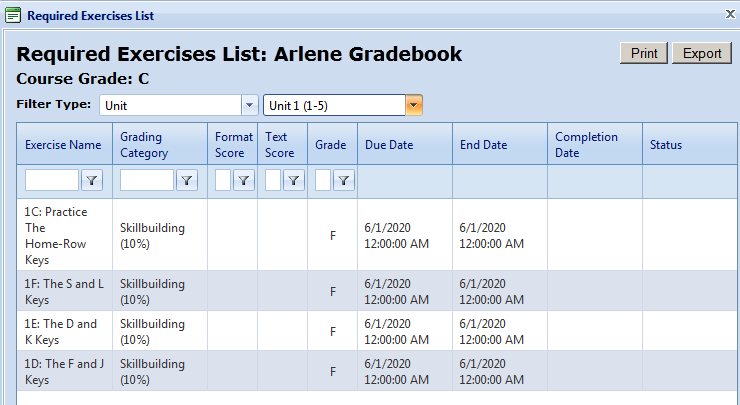 Required Exercises List
X
Required Exercises List: Arlene Gradebook
Print Export
Course Grade: C
Filter Type: Unit Unit 1 (1-5)
Exercise Name Grading Category Format Score Text Score Grade Due Date End Date Completion Date Status
1C: Practice The Home-Row Keys Skillbuilding (10%) F 6/1/2020 12:00:00 AM 6/1/2020 12:00:00 AM
1F: The S and L Keys Skillbuilding (10%) F 6/1/2020 12:00:00 AM 6/1/2020 12:00:00 AM
1E: The D and K Keys Skillbuilding (10%) F 6/1/2020 12:00:00 AM 6/1/2020 12:00:00 AM
1D: The F and J Keys Skillbuilding (10%) F 6/1/2020 12:00:00 AM 6/1/2020 12:00:00 AM